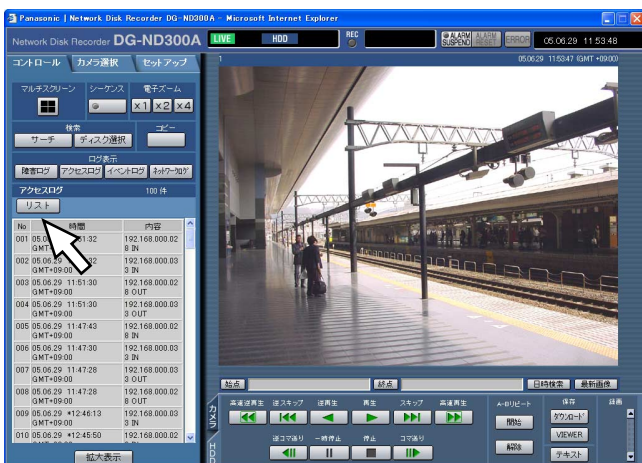 Panasonic | Network Disk Recorder DG-ND300A - Microsoft Internet Explorer
Network Disk Recorder DG-ND300A
LIVE
HDD
REC
ALARM SUSPEND
ALARM RESET
ERROR
05.06.29 11:53:48
コントロール
カメラ選択
セットアップ
1
05.06.29 11:53:47 (GMT +09:00)
マルチスクリーン
シーケンス
電子ズーム
x1
x2
x4
検索
コピー
サーチ
ディスク選択
ログ表示
障害ログ
アクセスログ
イベントログ
ネットワークログ
アクセスログ
100 件
リスト
No 時間 内容
001 05.06.29 :51:32 192.168.000.02
GMT+09:00 8 IN
002 05.06.29 192.168.000.03
GMT+09:00 3 IN
003 05.06.29 11:51:30 192.168.000.02
GMT+09:00 8 OUT
004 05.06.29 11:51:30 192.168.000.03
GMT+09:00 3 OUT
005 05.06.29 11:47:43 192.168.000.02
GMT+09:00 8 IN
006 05.06.29 11:47:30 192.168.000.03
GMT+09:00 3 IN
007 05.06.29 11:47:28 192.168.000.03
GMT+09:00 3 OUT
008 05.06.29 11:47:28 192.168.000.02
GMT+09:00 8 OUT
009 05.06.29 *12:46:13 192.168.000.03
GMT+09:00 3 IN
010 05.06.29 *12:45:50 192.168.000.02
拡大表示
始点
終点
日時検索
最新画像
カメラ
HDD
高速逆再生
逆スキップ
逆再生
再生
スキップ
高速再生
A-Bリピート
保存
録画
開始
ダウンロード
逆コマ送り
一時停止
停止
コマ送り
解除
VIEWER
テキスト